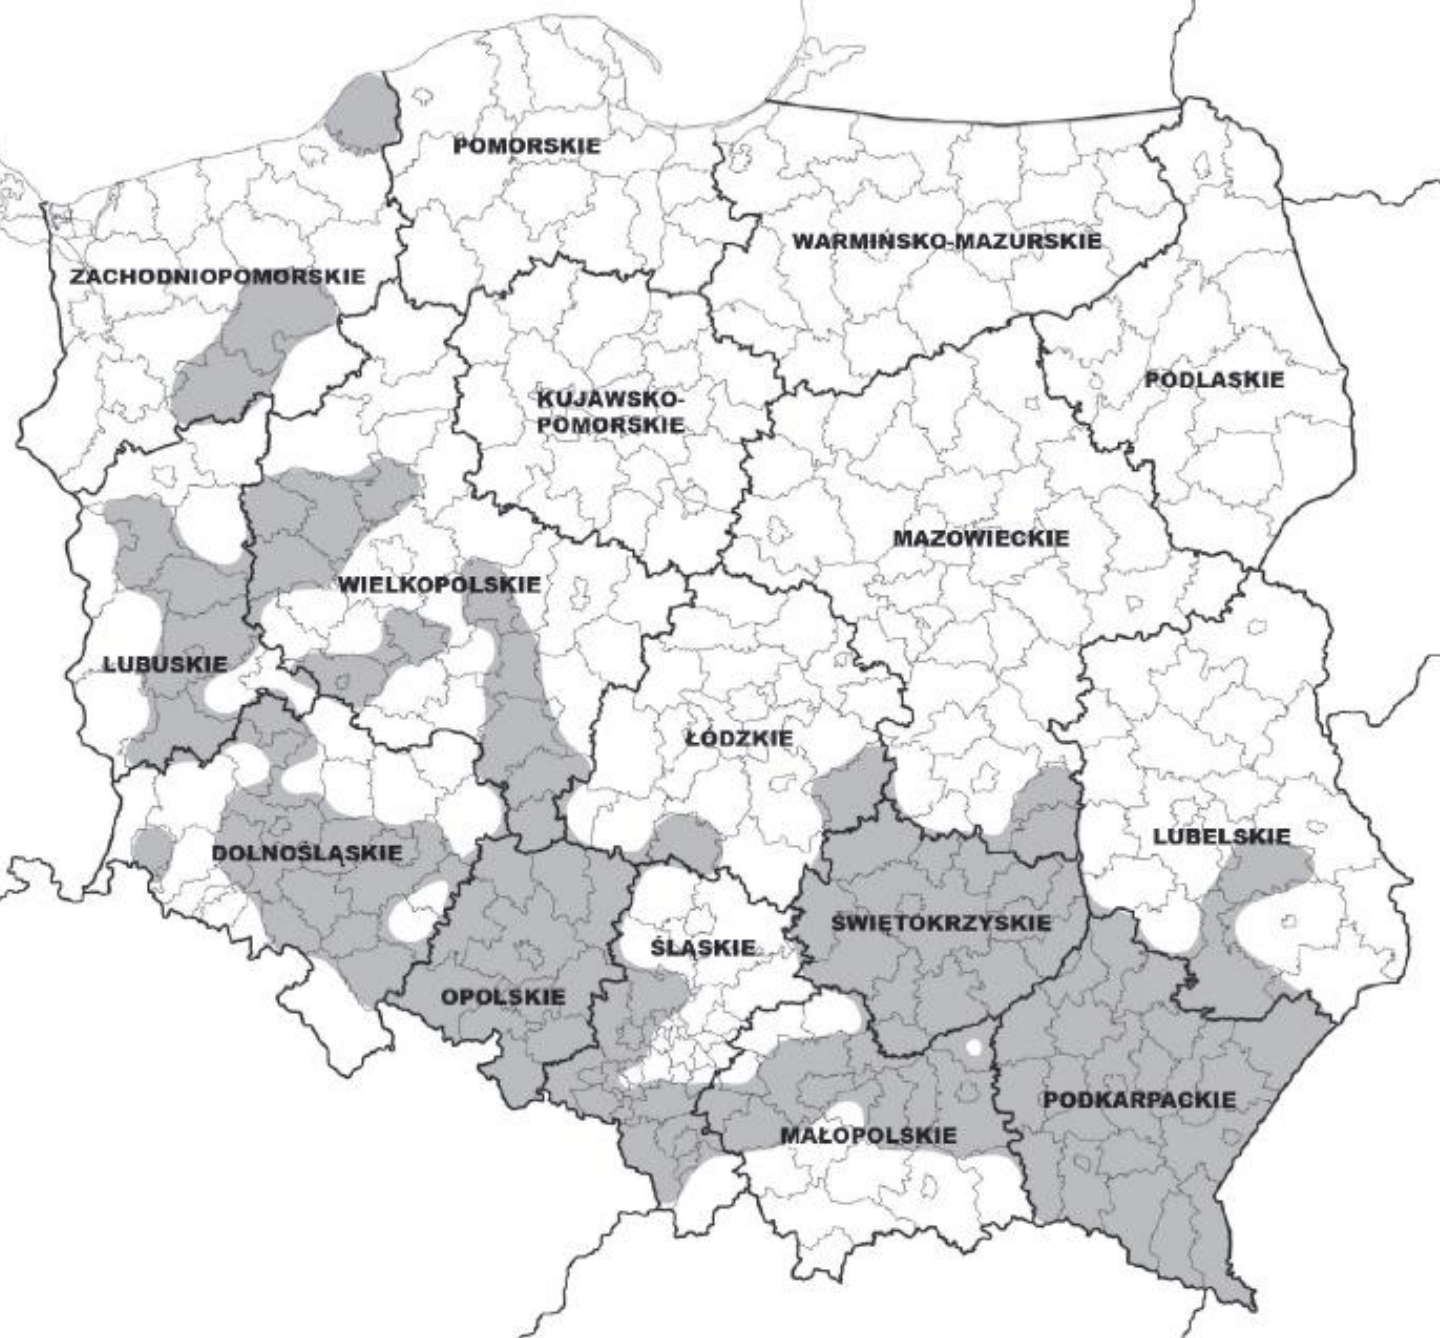 POMORSKIE
WARMIŃSKO-MAZURSKIE
ZACHODNIOPOMORSKIE
PODLASKIE
KUJAWSKO-
POMORSKIE
MAZOWIECKIE
WIELKOPOLSKIE
LUBUSKIE
ŁÓDZKIE
LUBELSKIE
DOLNOŚLĄSKIE
ŚWIĘTOKRZYSKIE
ŚLĄSKIE
OPOLSKIE
PODKARPACKIE
MAŁOPOLSKIE